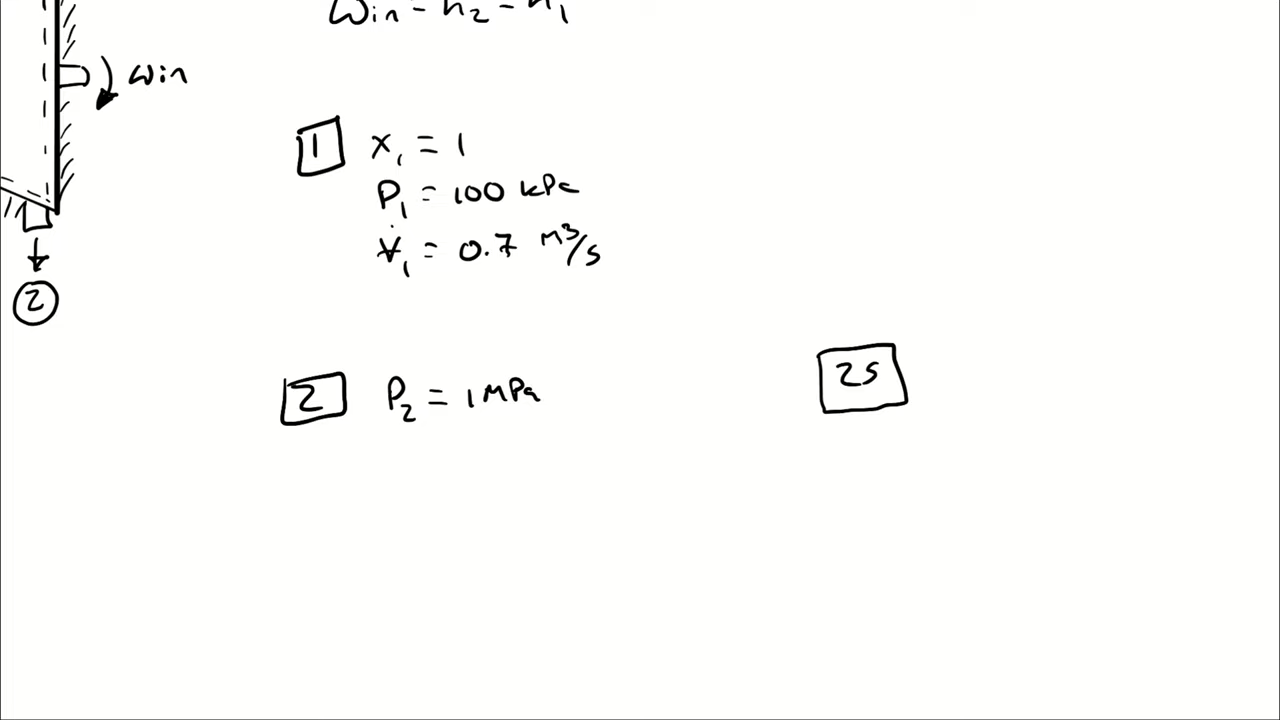 win = h₂ - h₁
win
1 x₁ = 1
P₁ = 100 kPa
V̇₁ = 0.7 m³/s
2
2 P₂ = 1 MPa
2s